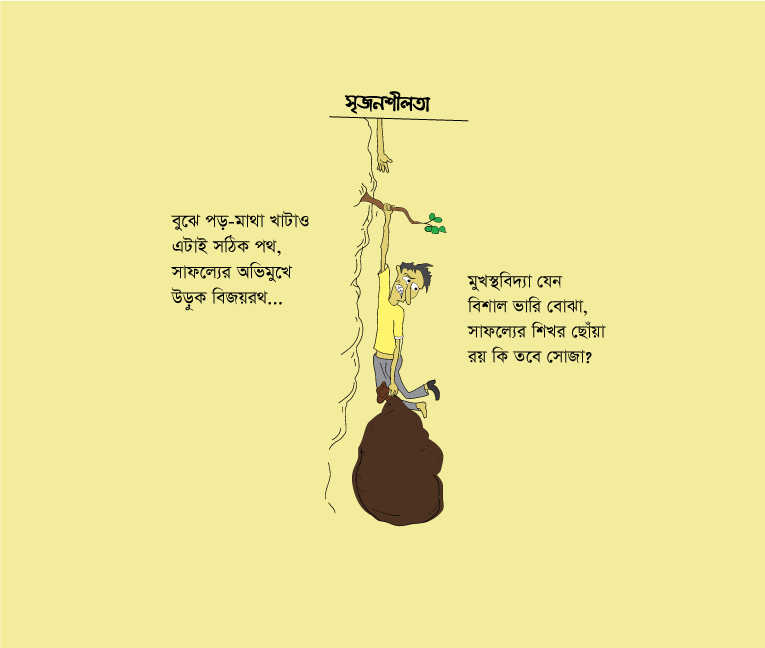 সৃজনশীলতা
বুঝে পড়-মাথা খাটাও
এটাই সঠিক পথ,
সাফল্যের অভিমুখে
উড়ুক বিজয়রথ...
মুখস্থবিদ্যা যেন
বিশাল ভারি বোঝা,
সাফল্যের শিখর ছোঁয়া
রয় কি তবে সোজা?